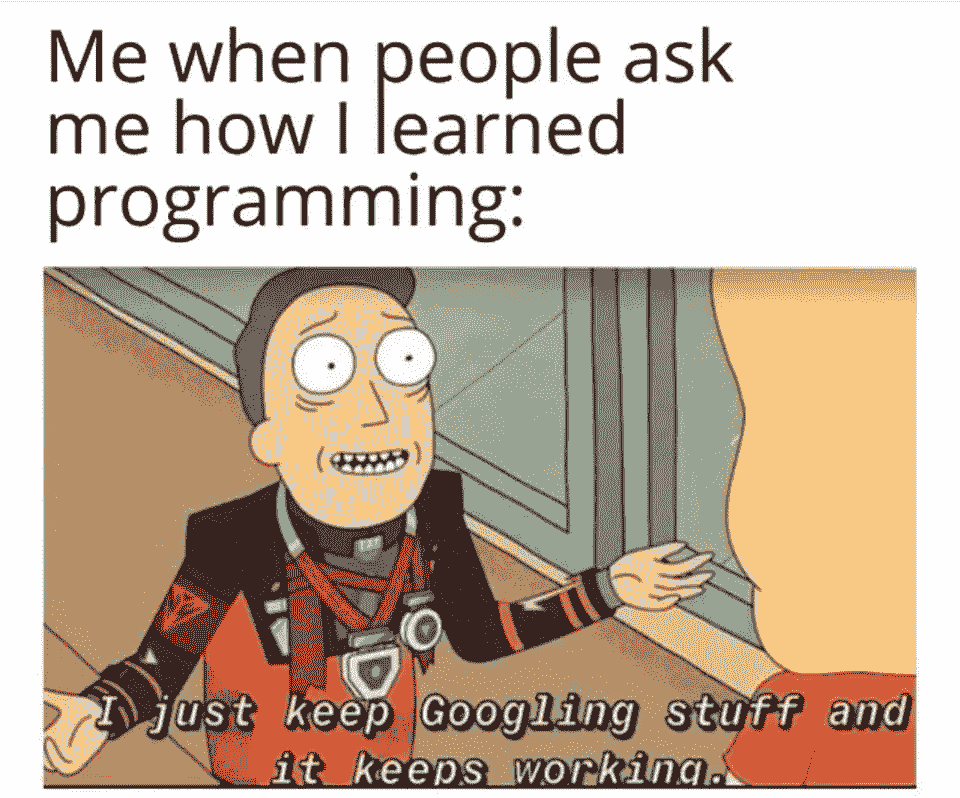 Me when people ask
me how I learned
programming:
I just keep Googling stuff and
it keeps working.